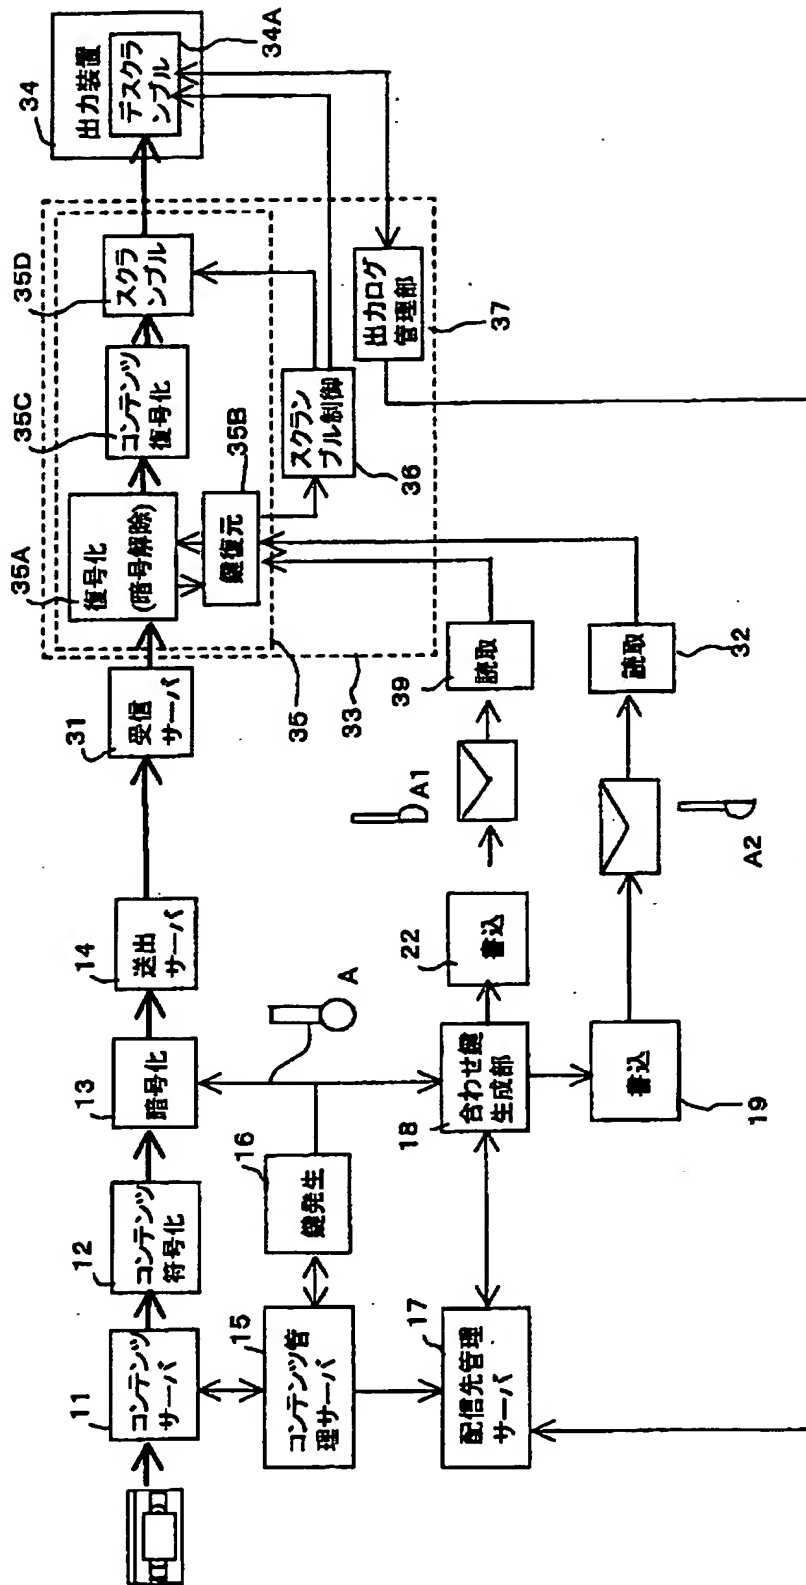 11
コンテンツ
サーバ
12
コンテンツ
符号化
13
暗号化
14
送出
サーバ
31
受信
サーバ
35A
復号化
(暗号解除)
35C
コンテンツ
復号化
35D
スクラ
ンブル
34
出力装置
デスクラ
ンブル
34A
35B
鍵復元
スクラン
ブル制御
36
出力ログ
管理部
37
35
33
15
コンテンツ管
理サーバ
16
鍵発生
A
17
配信先管理
サーバ
18
合わせ鍵
生成部
22
書込
A1
39
読取
書込
19
A2
読取
32